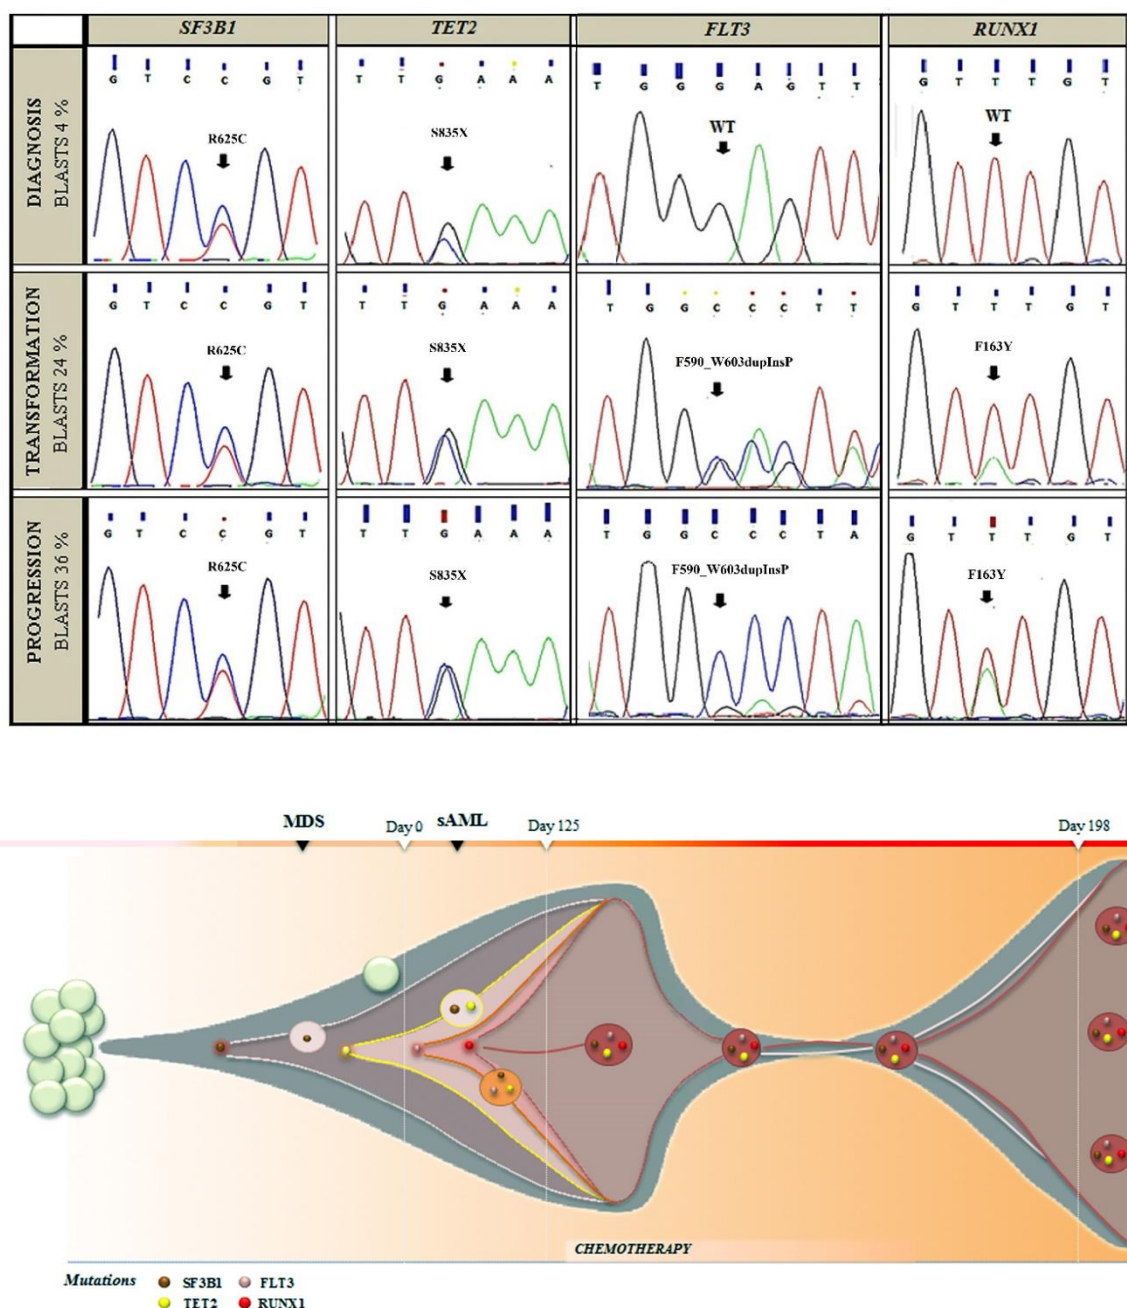 SF3B1 TET2 FLT3 RUNX1
DIAGNOSIS
BLASTS 4 %
G T C C G T
R625C
T T G A A A
S835X
T G G G A G T T
WT
G T T T G T
WT
TRANSFORMATION
BLASTS 24 %
G T C C G T
R625C
T T G A A A
S835X
T G G C C C T T
F590_W603dupInsP
G T T T G T
F163Y
PROGRESSION
BLASTS 36 %
G T C C G T
R625C
T T G A A A
S835X
T G G C C C T A
F590_W603dupInsP
G T T T G T
F163Y
MDS Day 0 sAML Day 125 Day 198
CHEMOTHERAPY
Mutations SF3B1 FLT3
TET2 RUNX1